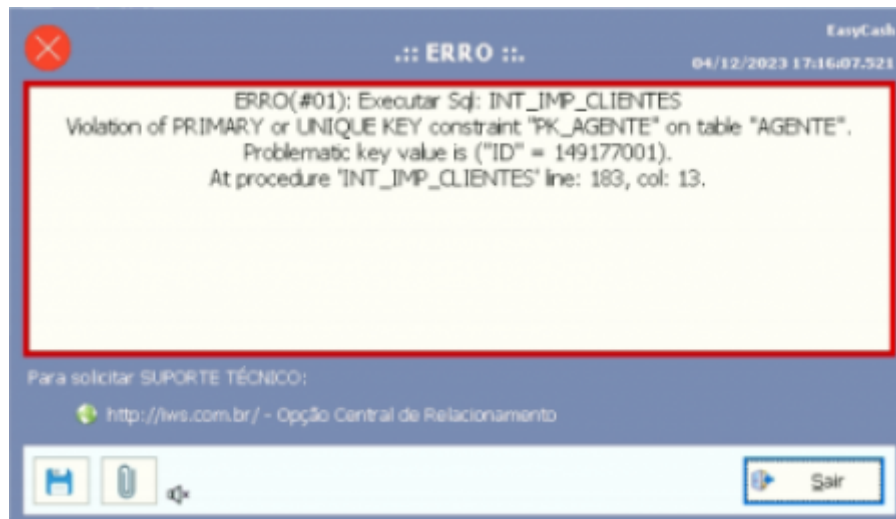 EasyCash
.:: ERRO ::.
04/12/2023 17:16:07.521
ERRO(#01): Executar Sql: INT_IMP_CLIENTES
Violation of PRIMARY or UNIQUE KEY constraint "PK_AGENTE" on table "AGENTE".
Problematic key value is ("ID" = 149177001).
At procedure 'INT_IMP_CLIENTES' line: 183, col: 13.
Para solicitar SUPORTE TÉCNICO:
http://iws.com.br/ - Opção Central de Relacionamento
Sair